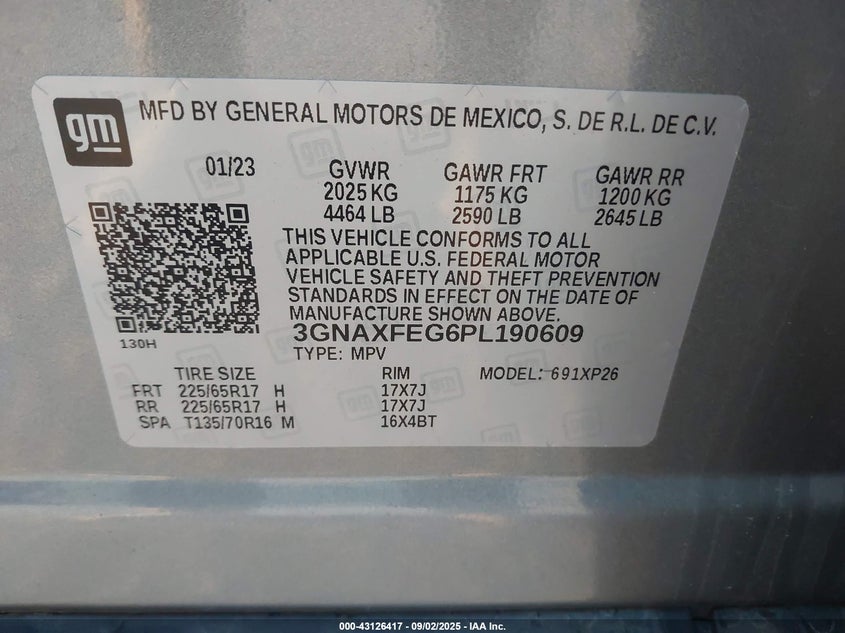 gm
MFD BY GENERAL MOTORS DE MEXICO, S. DE R.L. DE C.V.
01/23 GVWR GAWR FRT GAWR RR
2025 KG 1175 KG 1200 KG
4464 LB 2590 LB 2645 LB
THIS VEHICLE CONFORMS TO ALL
APPLICABLE U.S. FEDERAL MOTOR
VEHICLE SAFETY AND THEFT PREVENTION
STANDARDS IN EFFECT ON THE DATE OF
MANUFACTURE SHOWN ABOVE.
3GNAXFEG6PL190609
130H
TYPE: MPV
TIRE SIZE RIM MODEL: 691XP26
FRT 225/65R17 H 17X7J
RR 225/65R17 H 17X7J
SPA T135/70R16 M 16X4BT
000-43126417 - 09/02/2025 - IAA Inc.